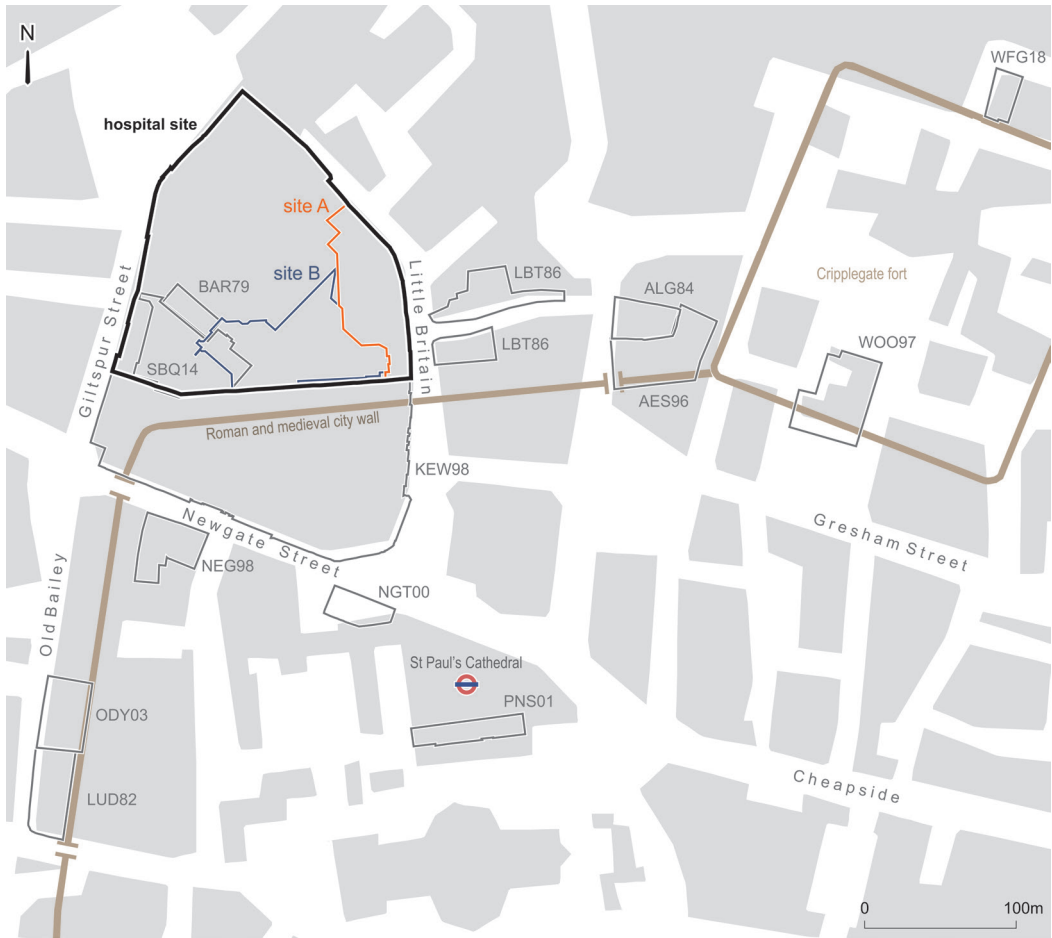 N
WFG18
hospital site
site A
site B
Cripplegate fort
BAR79
LBT86
ALG84
Giltspur Street
Little Britain
LBT86
WOO97
SBQ14
AES96
Roman and medieval city wall
KEW98
Newgate Street
Gresham Street
NEG98
Old Bailey
NGT00
St Paul's Cathedral
PNS01
ODY03
Cheapside
LUD82
0 100m